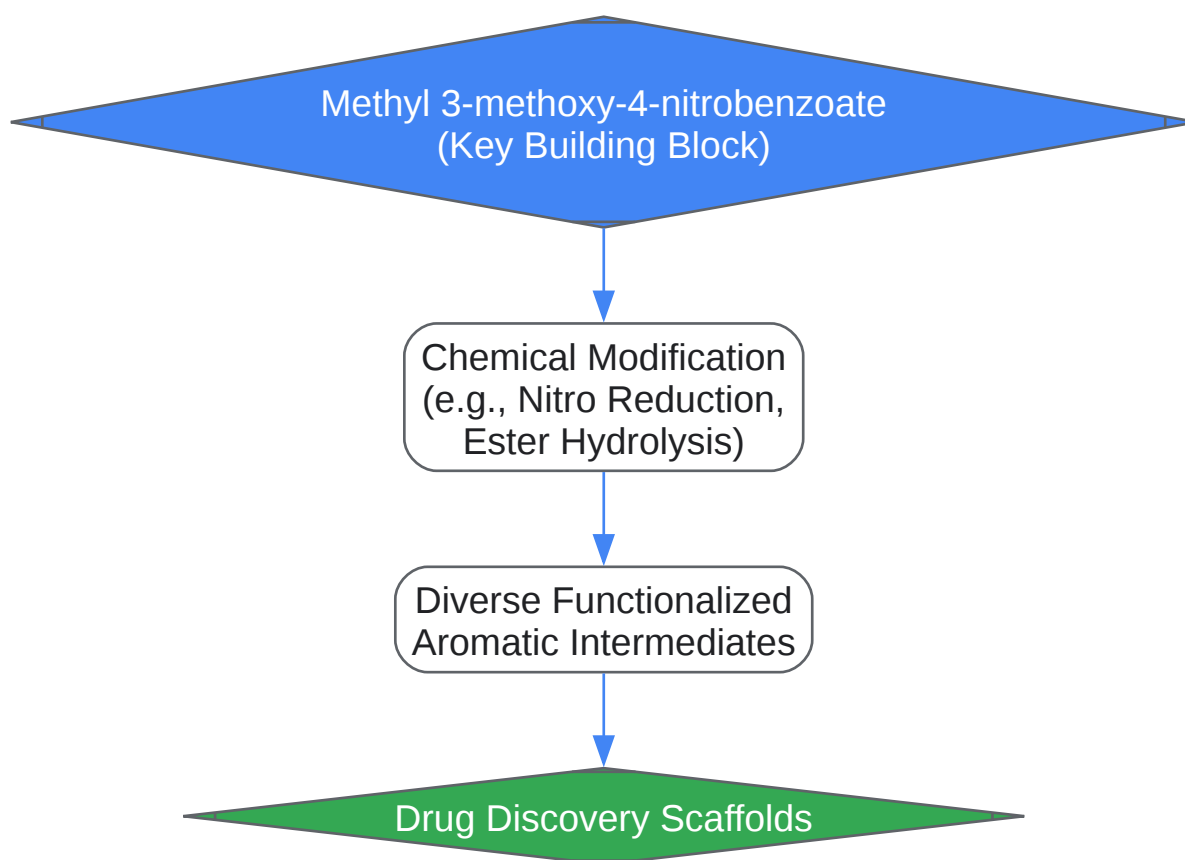 Methyl 3-methoxy-4-nitrobenzoate
(Key Building Block)
Chemical Modification
(e.g., Nitro Reduction,
Ester Hydrolysis)
Diverse Functionalized
Aromatic Intermediates
Drug Discovery Scaffolds